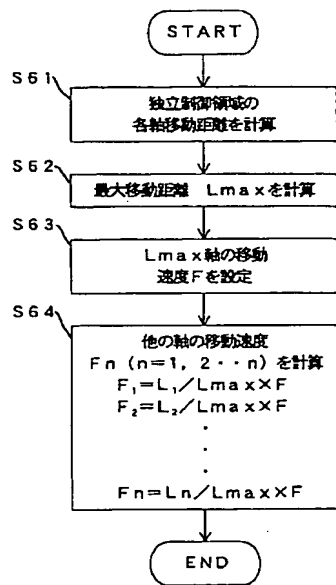 START
S61
独立制御領域の
各軸移動距離を計算
S62
最大移動距離 Lmaxを計算
S63
Lmax軸の移動
速度Fを設定
S64
他の軸の移動速度
Fn (n=1, 2··n) を計算
F₁=L₁/Lmax×F
F₂=L₂/Lmax×F
·
·
·
Fn=Ln/Lmax×F
END